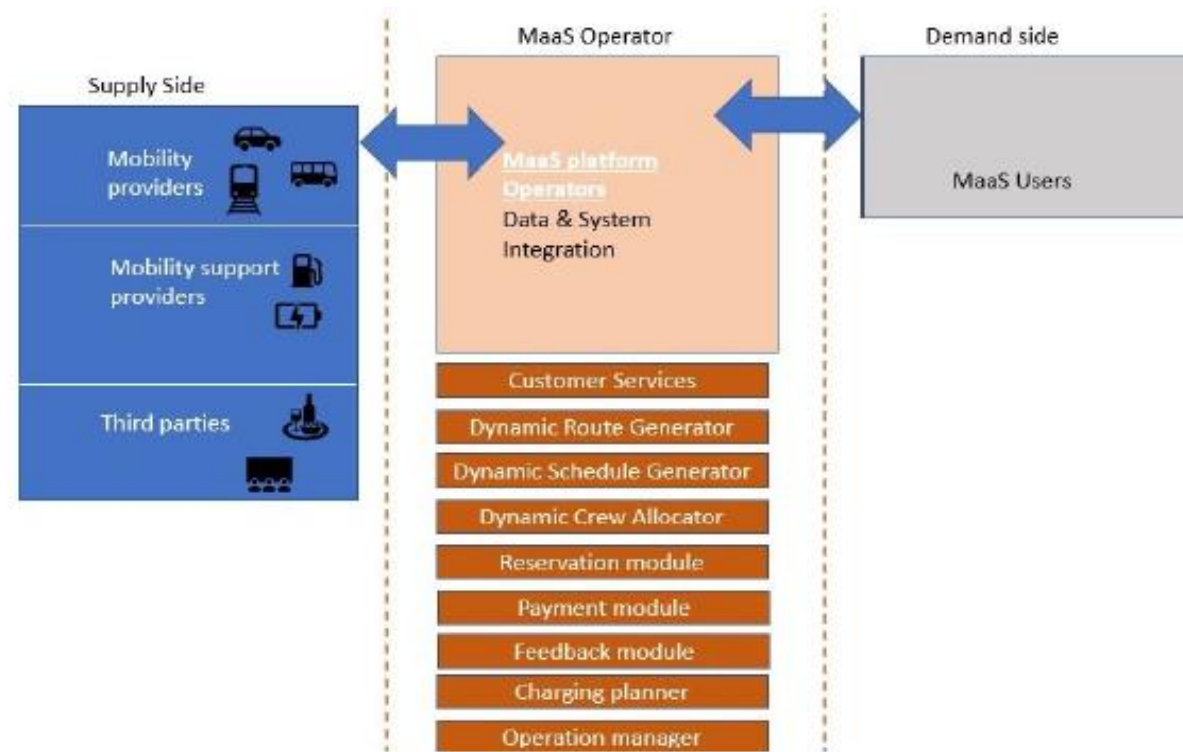 Supply Side
Mobility
providers
Mobility support
providers
Third parties
MaaS Operator
MaaS platform
Operators
Data & System
Integration
Customer Services
Dynamic Route Generator
Dynamic Schedule Generator
Dynamic Crew Allocator
Reservation module
Payment module
Feedback module
Charging planner
Operation manager
Demand side
MaaS Users